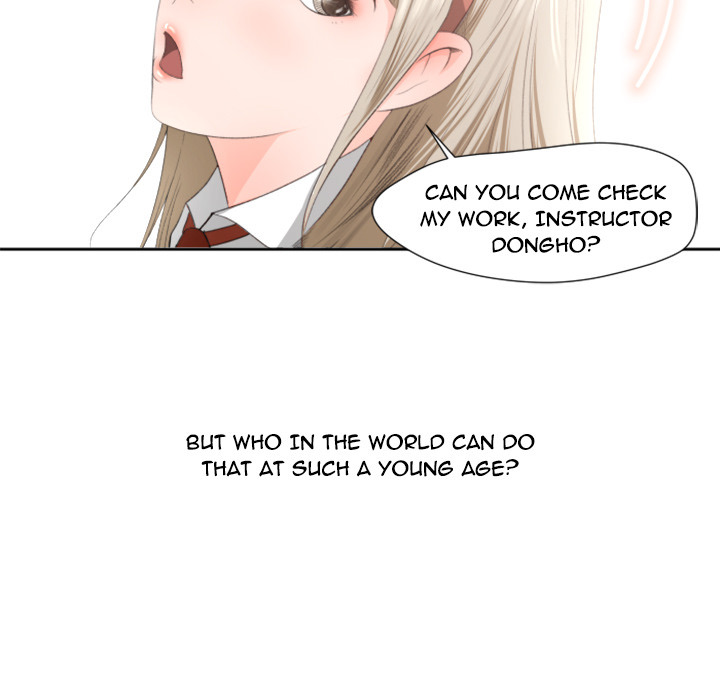 CAN YOU COME CHECK
MY WORK, INSTRUCTOR
DONGHO?
BUT WHO IN THE WORLD CAN DO
THAT AT SUCH A YOUNG AGE?